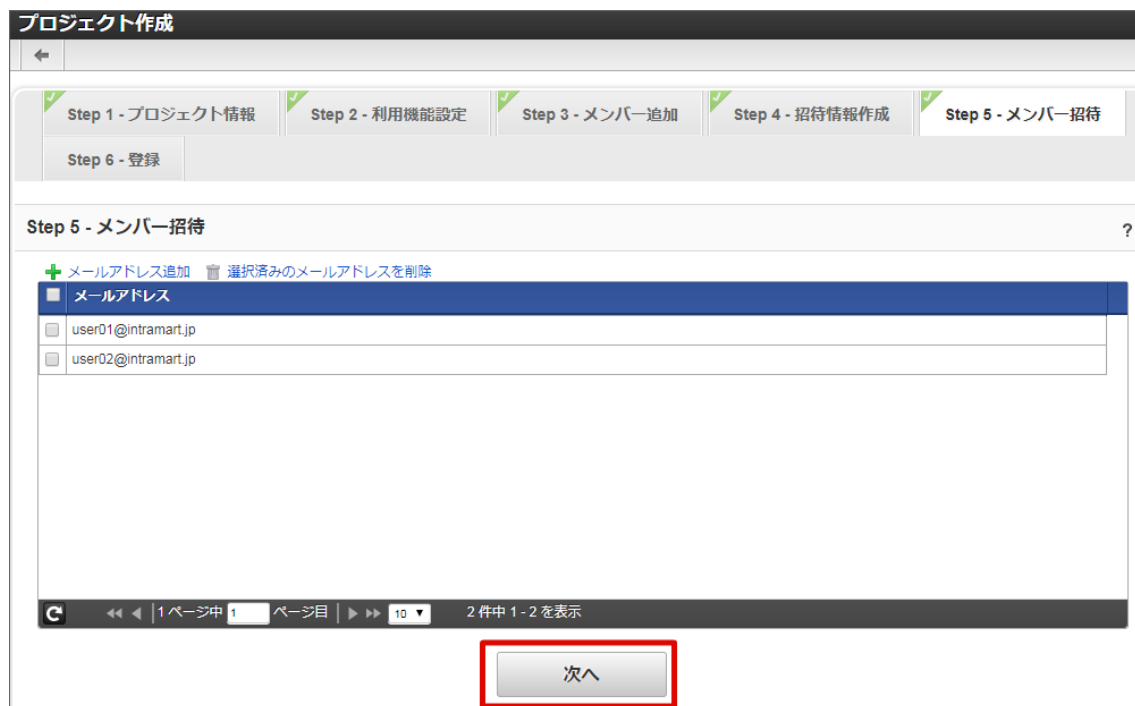 プロジェクト作成
Step 1 - プロジェクト情報 Step 2 - 利用機能設定 Step 3 - メンバー追加 Step 4 - 招待情報作成 Step 5 - メンバー招待
Step 6 - 登録
Step 5 - メンバー招待 ?
メールアドレス追加 選択済みのメールアドレスを削除
メールアドレス
user01@intramart.jp
user02@intramart.jp
1 ページ中 1 ページ目 10 2 件中 1 - 2 を表示
次へ